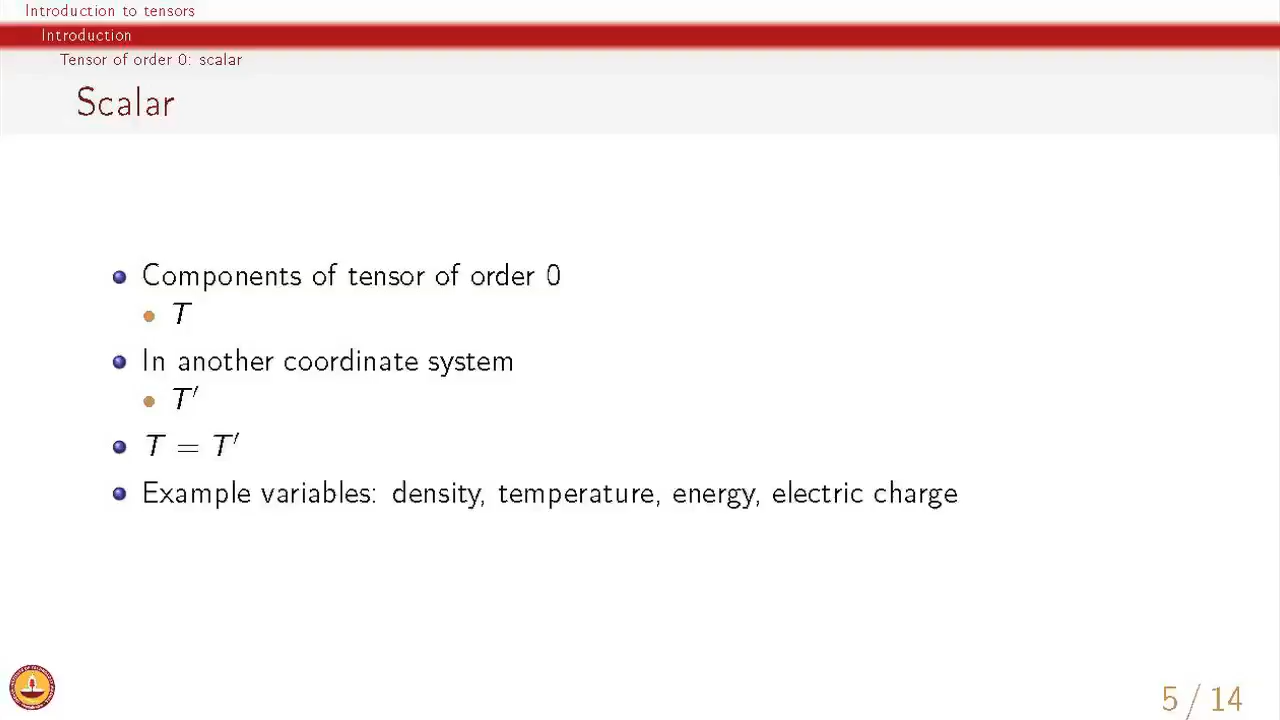 Introduction to tensors
Introduction
Tensor of order 0: scalar
Scalar
Components of tensor of order 0
T
In another coordinate system
T′
T = T′
Example variables: density, temperature, energy, electric charge
5 / 14